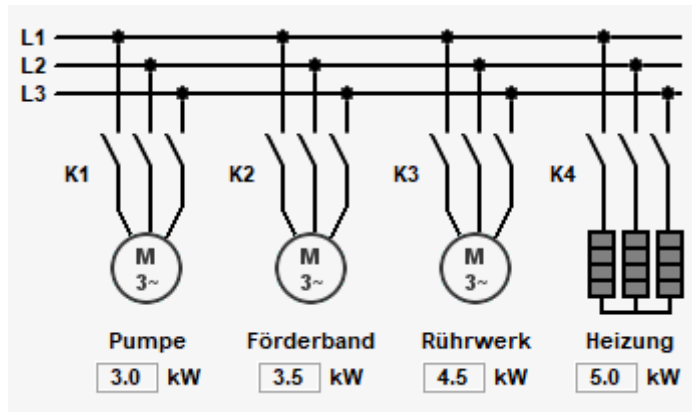 L1
L2
L3
K1 K2 K3 K4
M M M
3~ 3~ 3~
Pumpe Förderband Rührwerk Heizung
3.0 kW 3.5 kW 4.5 kW 5.0 kW